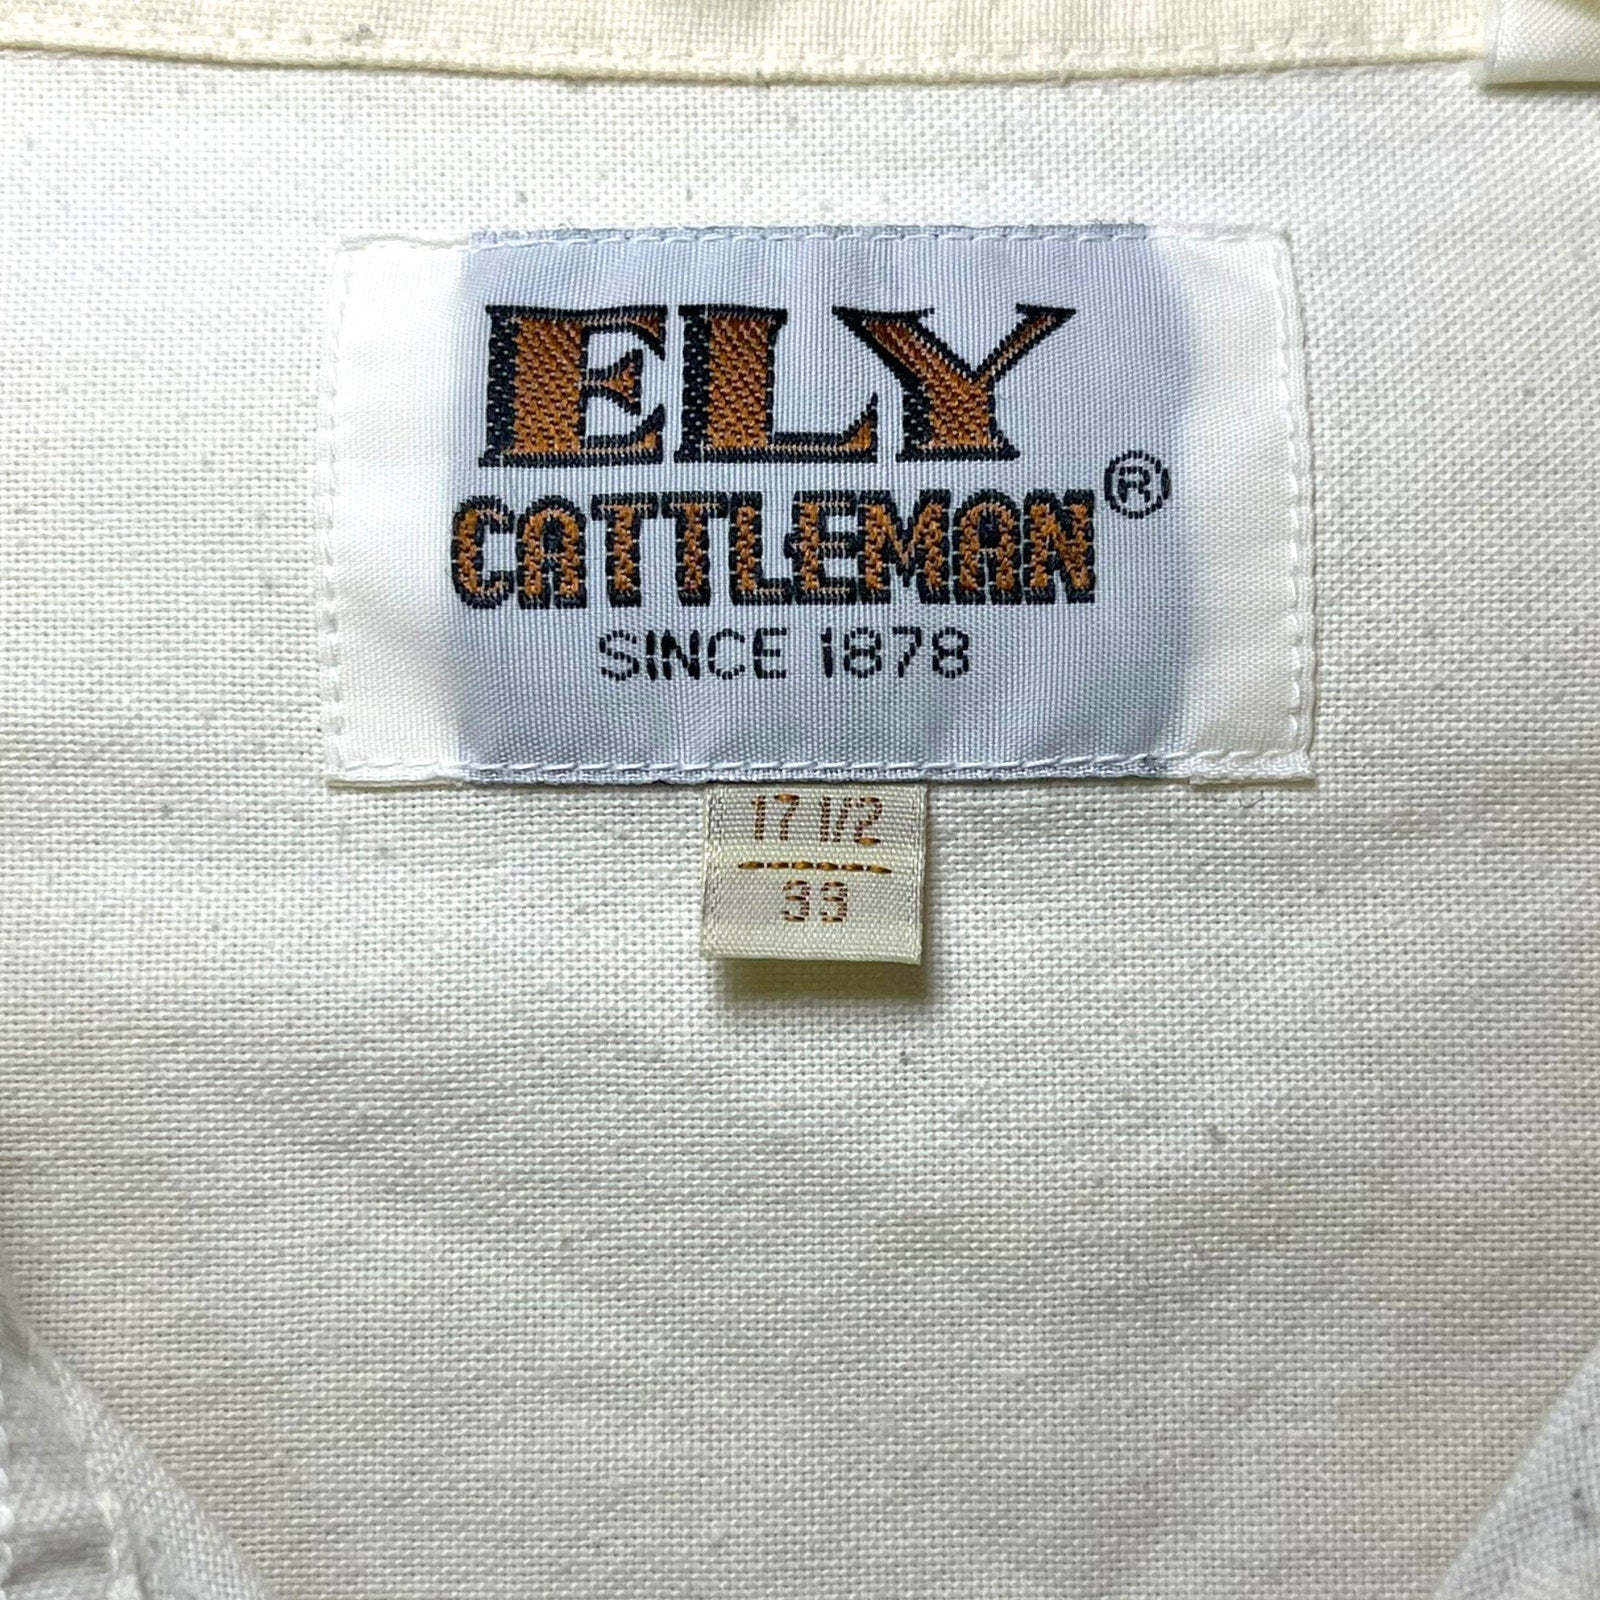 ELY
CATTLEMAN®
SINCE 1878
17 1/2
33